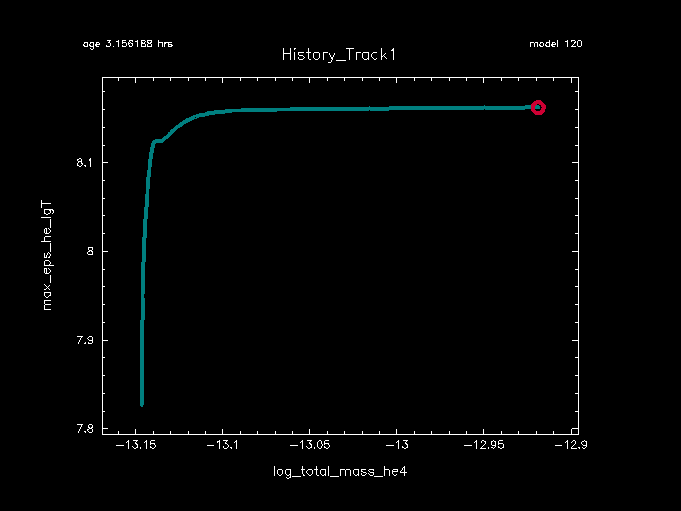 age 3.156188 hrs
model 120
History_Track1
8.1
8
7.9
7.8
max_eps_he_lgT
−13.15
−13.1
−13.05
−13
−12.95
−12.9
log_total_mass_he4